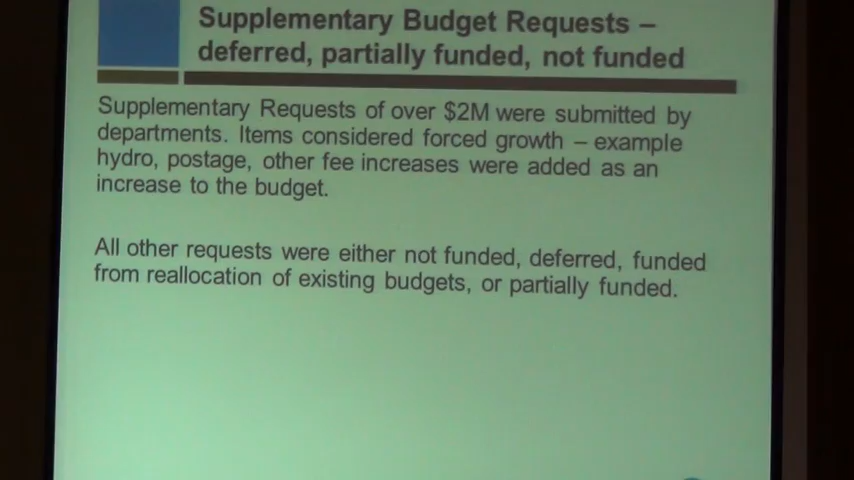 Supplementary Budget Requests –
deferred, partially funded, not funded
Supplementary Requests of over $2M were submitted by
departments. Items considered forced growth – example
hydro, postage, other fee increases were added as an
increase to the budget.
All other requests were either not funded, deferred, funded
from reallocation of existing budgets, or partially funded.